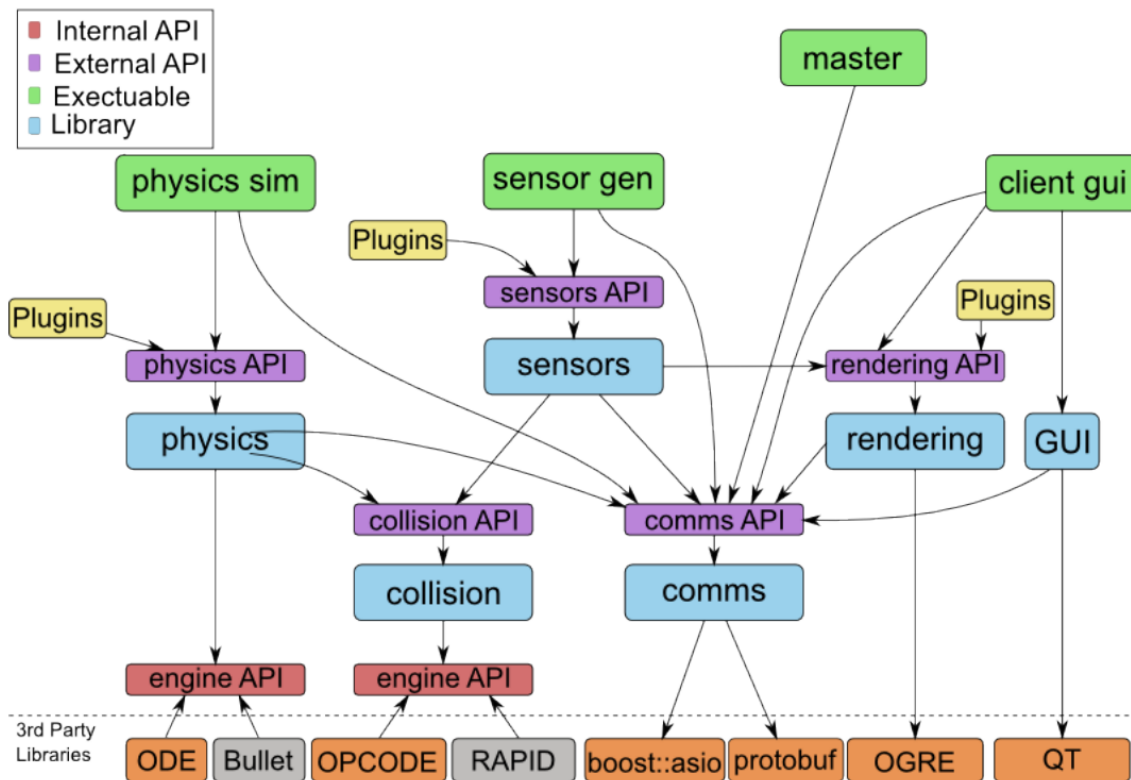 Internal API
External API
Exectuable
Library
master
physics sim
sensor gen
client gui
Plugins
sensors API
Plugins
Plugins
physics API
sensors
rendering API
physics
rendering
GUI
collision API
comms API
collision
comms
engine API
engine API
3rd Party
Libraries
ODE
Bullet
OPCODE
RAPID
boost::asio
protobuf
OGRE
QT